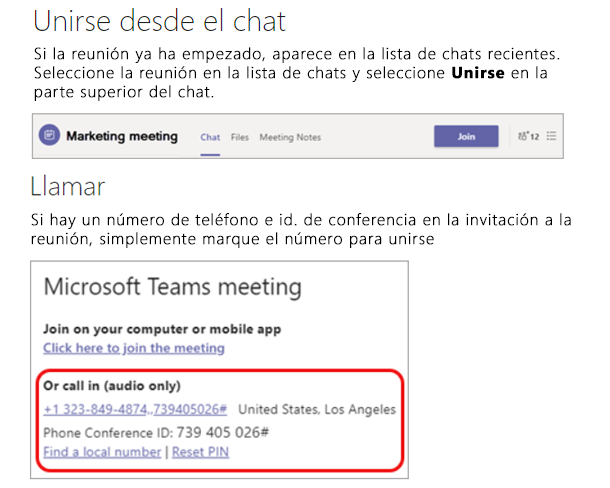 Unirse desde el chat
Si la reunión ya ha empezado, aparece en la lista de chats recientes.
Seleccione la reunión en la lista de chats y seleccione Unirse en la
parte superior del chat.
Marketing meeting Chat Files Meeting Notes Join 12
Llamar
Si hay un número de teléfono e id. de conferencia en la invitación a la
reunión, simplemente marque el número para unirse
Microsoft Teams meeting
Join on your computer or mobile app
Click here to join the meeting
Or call in (audio only)
+1 323-849-4874,,739405026# United States, Los Angeles
Phone Conference ID: 739 405 026#
Find a local number | Reset PIN